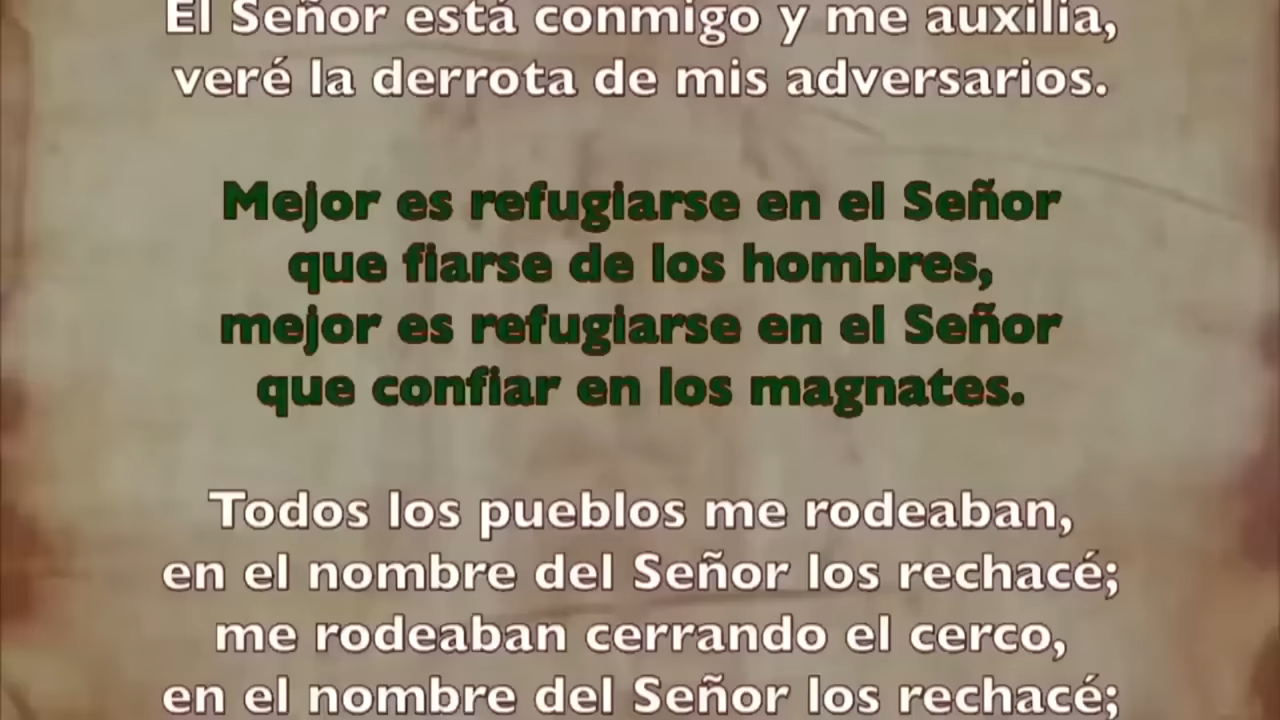 El Señor está conmigo y me auxilia,
veré la derrota de mis adversarios.
Mejor es refugiarse en el Señor
que fiarse de los hombres,
mejor es refugiarse en el Señor
que confiar en los magnates.
Todos los pueblos me rodeaban,
en el nombre del Señor los rechacé;
me rodeaban cerrando el cerco,
en el nombre del Señor los rechacé;